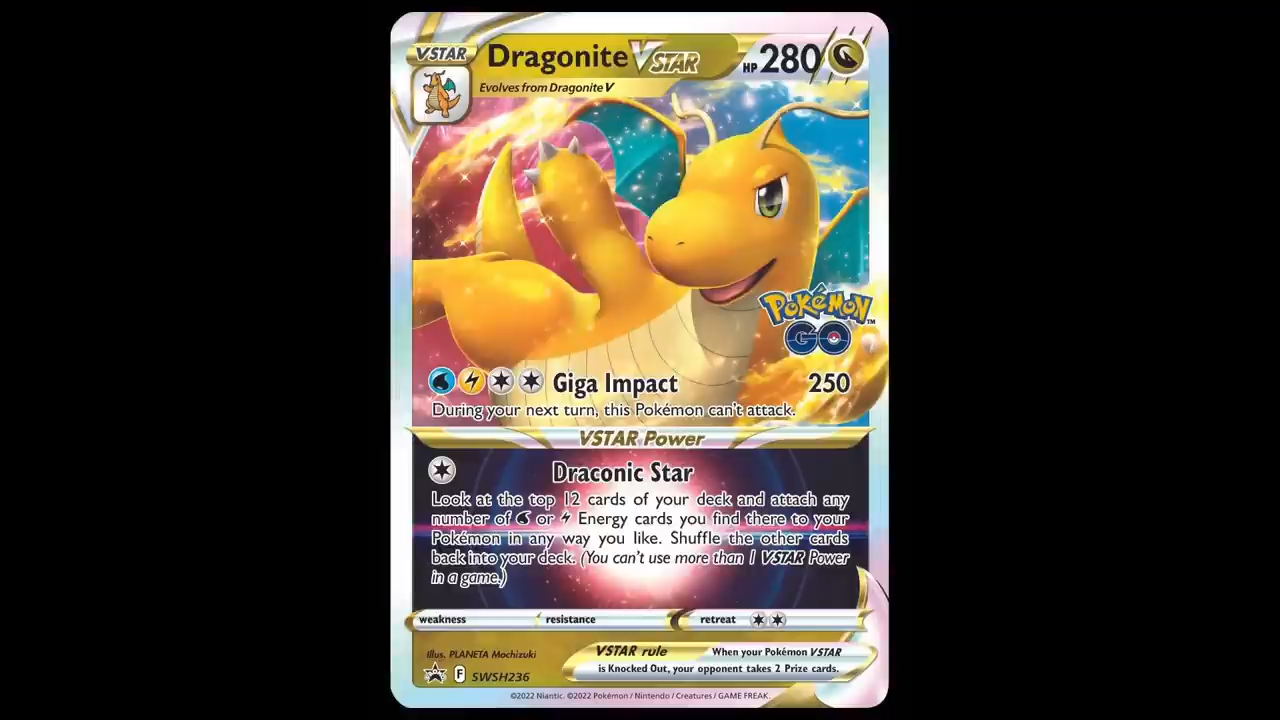 VSTAR Dragonite VSTAR HP 280
Evolves from Dragonite V
POKéMON™
GO
Giga Impact 250
During your next turn, this Pokémon can't attack.
VSTAR Power
Draconic Star
Look at the top 12 cards of your deck and attach any
number of or Energy cards you find there to your
Pokémon in any way you like. Shuffle the other cards
back into your deck. (You can't use more than 1 VSTAR Power
in a game.)
weakness resistance retreat
Illus. PLANETA Mochizuki
VSTAR rule When your Pokémon VSTAR
is Knocked Out, your opponent takes 2 Prize cards.
F SWSH236
©2022 Niantic. ©2022 Pokémon / Nintendo / Creatures / GAME FREAK.